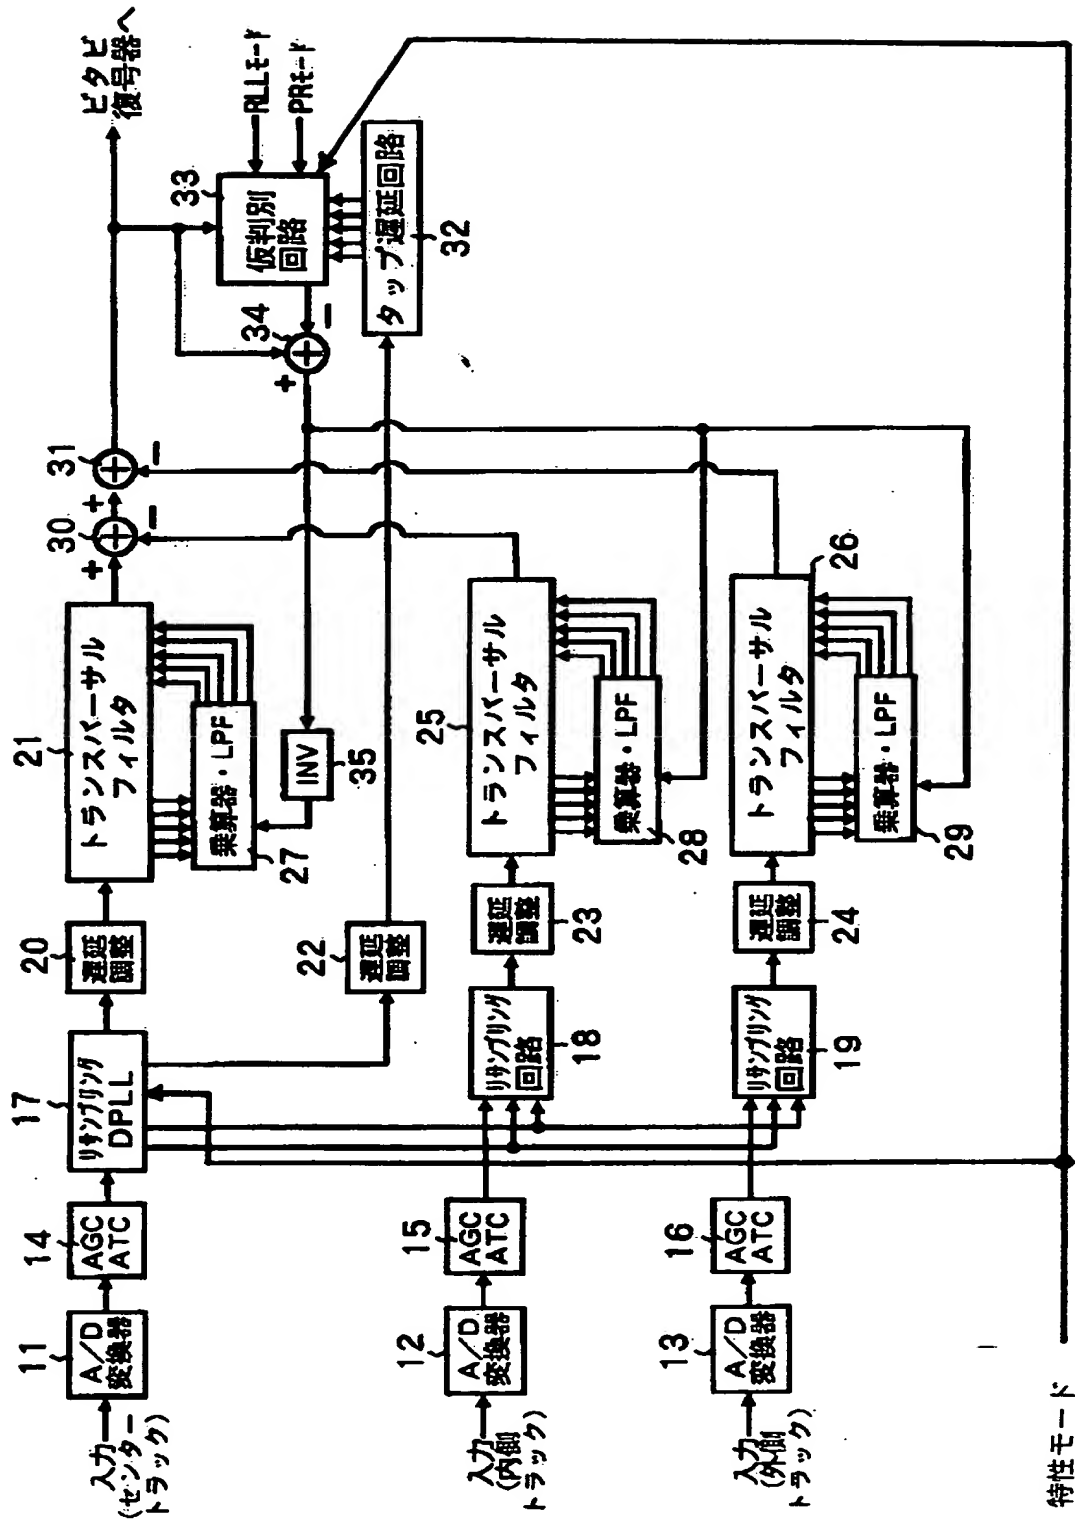 入力
(センター
トラック)
11
A/D
変換器
14
AGC
ATC
17
リサンプリング
DPLL
20
遅延
調整
21
トランスバーサル
フィルタ
乗算器・LPF
27
30
+
−
31
+
−
ビタビ
復号器へ
INV
35
22
遅延
調整
34
+
−
33
仮判別
回路
RLLモード
PRモード
タップ遅延回路
32
入力
(内側
トラック)
12
A/D
変換器
15
AGC
ATC
リサンプリング
回路
18
遅延
調整
23
25
トランスバーサル
フィルタ
乗算器・LPF
28
入力
(外側
トラック)
13
A/D
変換器
16
AGC
ATC
リサンプリング
回路
19
遅延
調整
24
トランスバーサル
フィルタ
26
乗算器・LPF
29
特性モード